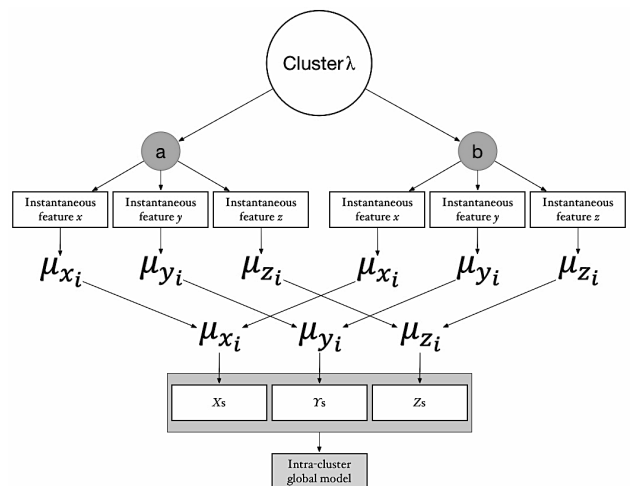 Cluster λ
a
b
Instantaneous
feature x
Instantaneous
feature y
Instantaneous
feature z
Instantaneous
feature x
Instantaneous
feature y
Instantaneous
feature z
μxi
μyi
μzi
μxi
μyi
μzi
μxi
μyi
μzi
Xs
Ys
Zs
Intra-cluster
global model